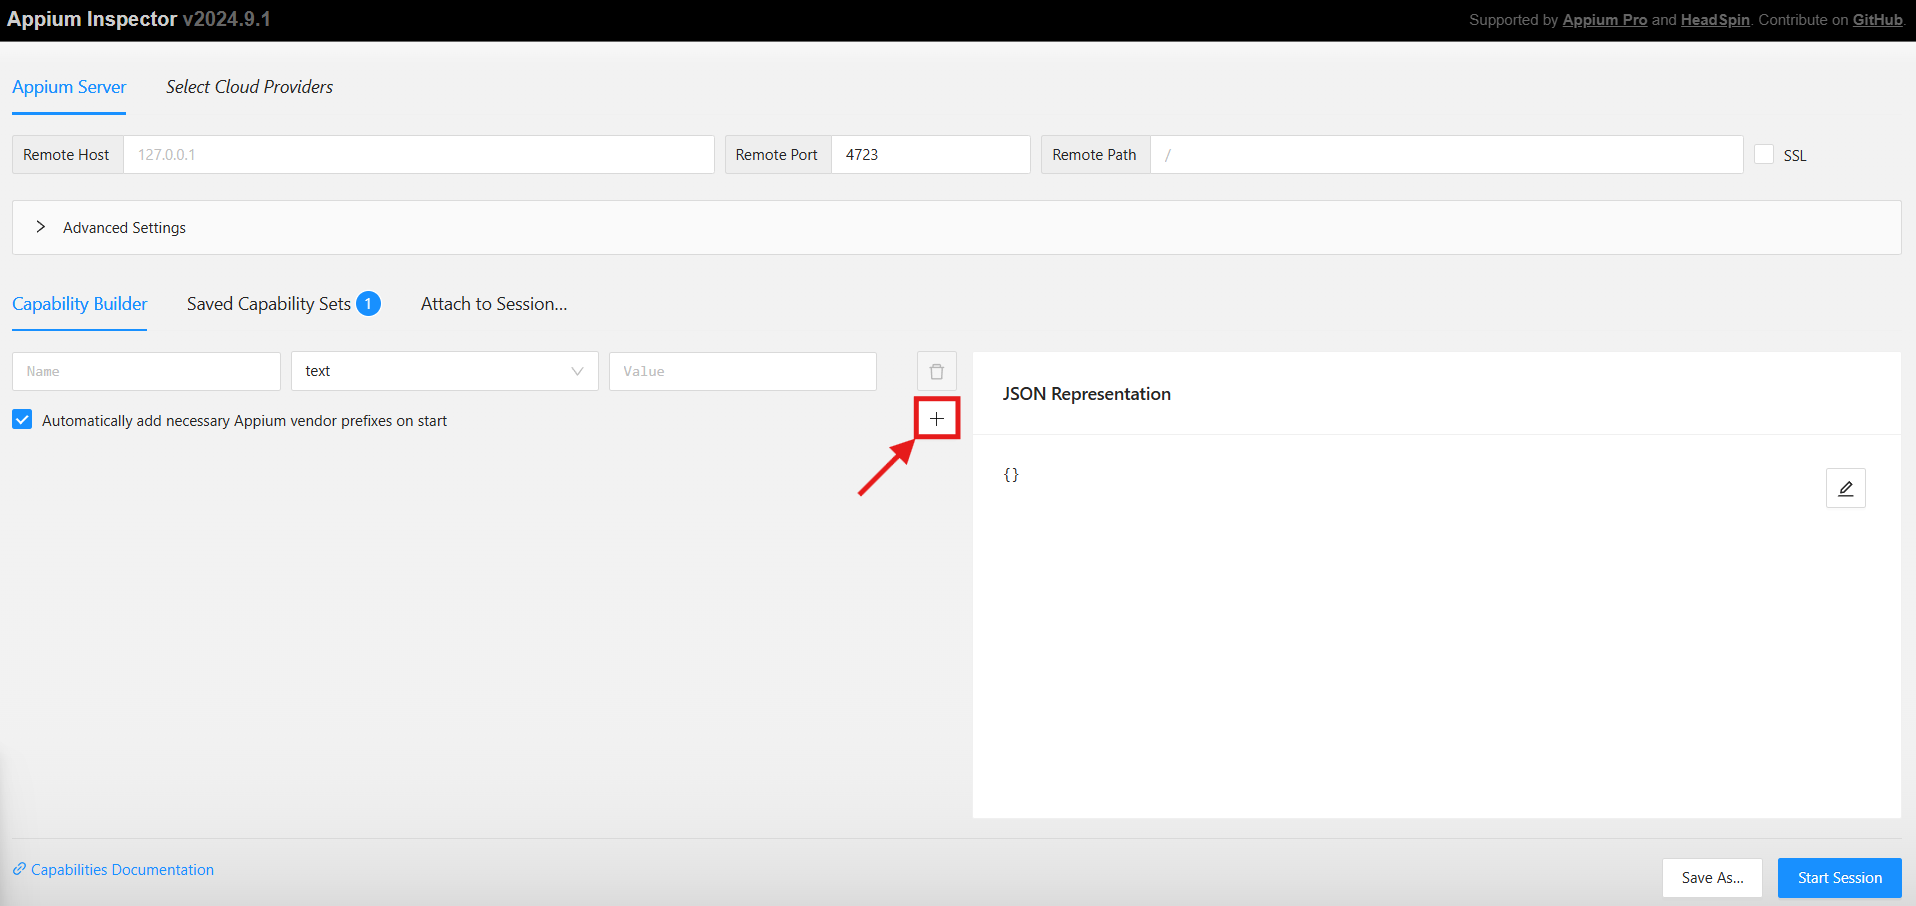 Appium Inspector v2024.9.1
Supported by Appium Pro and HeadSpin. Contribute on GitHub.
Appium Server Select Cloud Providers
Remote Host 127.0.0.1 Remote Port 4723 Remote Path / SSL
Advanced Settings
Capability Builder Saved Capability Sets 1 Attach to Session...
Name text Value
Automatically add necessary Appium vendor prefixes on start
JSON Representation
{}
Capabilities Documentation
Save As... Start Session